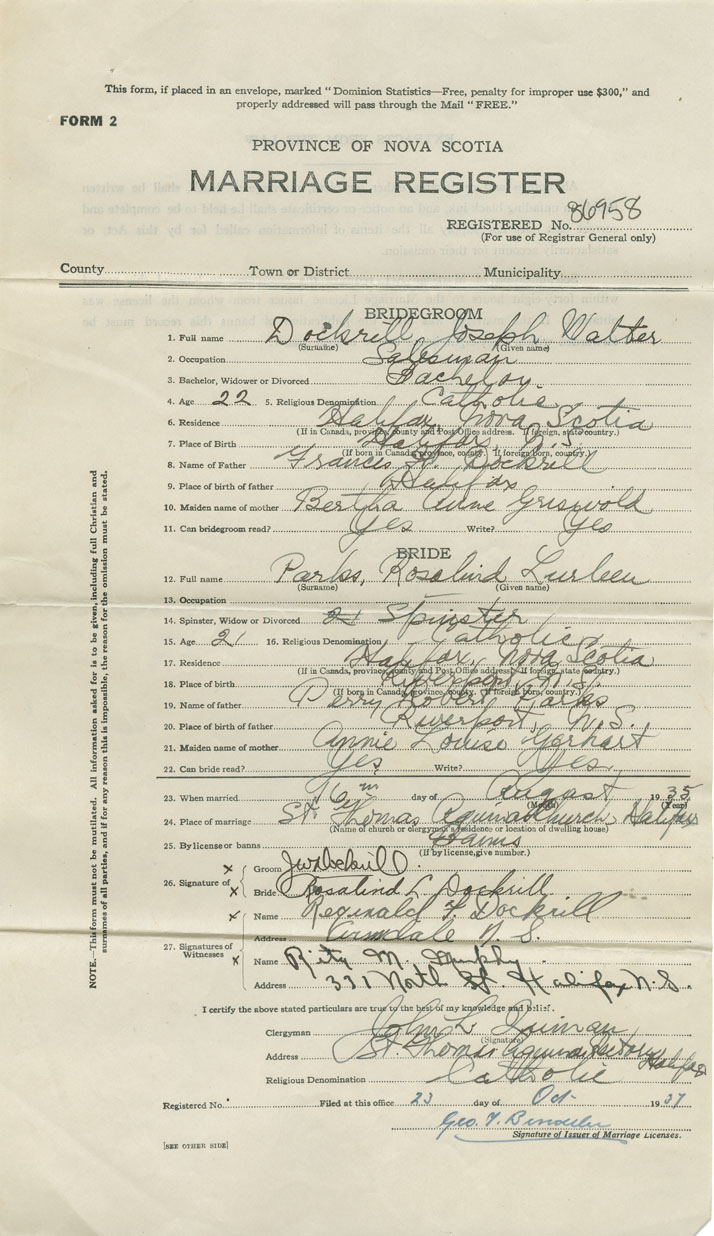 This form, if placed in an envelope, marked "Dominion Statistics—Free, penalty for improper use $300," and
properly addressed will pass through the Mail "FREE."
FORM 2
PROVINCE OF NOVA SCOTIA
MARRIAGE REGISTER
REGISTERED No. 86958
(For use of Registrar General only)
County Town or District Municipality
BRIDEGROOM
1. Full name Dockrill Joseph Walter
(Surname) (Given name)
2. Occupation Salesman
3. Bachelor, Widower or Divorced Bachelor
4. Age 22 5. Religious Denomination Catholic
6. Residence Halifax, Nova Scotia
(If in Canada, province, county and Post Office address. If foreign, state country.)
7. Place of Birth Halifax, N.S.
(If born in Canada, province, county. If foreign born, country.)
8. Name of Father Francis Dockrill
9. Place of birth of father Halifax
10. Maiden name of mother Bertha Anne Griswold
11. Can bridegroom read? Yes Write? Yes
BRIDE
12. Full name Parks, Rosalind Lurleen
(Surname) (Given name)
13. Occupation
14. Spinster, Widow or Divorced 21 Spinster
15. Age 21 16. Religious Denomination Catholic
17. Residence Halifax, Nova Scotia
(If in Canada, province, county and Post Office address. If foreign, state country.)
18. Place of birth Riverport, N.S.
(If born in Canada, province, county. If foreign born, country.)
19. Name of father Perry Robert Parks
20. Place of birth of father Riverport, N.S.
21. Maiden name of mother Annie Louise Gerhart
22. Can bride read? Yes Write? Yes
23. When married 16th day of August 1935
(Month) (Year)
24. Place of marriage St. Thomas Aquinas Church, Halifax
(Name of church or clergyman's residence or location of dwelling house)
25. By license or banns Banns
(If by license, give number.)
26. Signature of
x Groom J W Dockrill
x Bride Rosalind L. Dockrill
27. Signatures of Witnesses
x Name Reginald F. Dockrill
Address Armdale N.S.
x Name Rita M. Murphy
Address 331 North St. Halifax N.S.
I certify the above stated particulars are true to the best of my knowledge and belief.
Clergyman John L.
(Signature)
Address St. Thomas Aquinas Rectory Halifax
Religious Denomination Catholic
Registered No. Filed at this office 23 day of Oct 1937
Geo. T.
Signature of Issuer of Marriage Licenses.
[SEE OTHER SIDE]
NOTE.—This form must not be mutilated. All information asked for is to be given, including full Christian and
surnames of all parties, and if for any reason this is impossible, the reason for the omission must be stated.